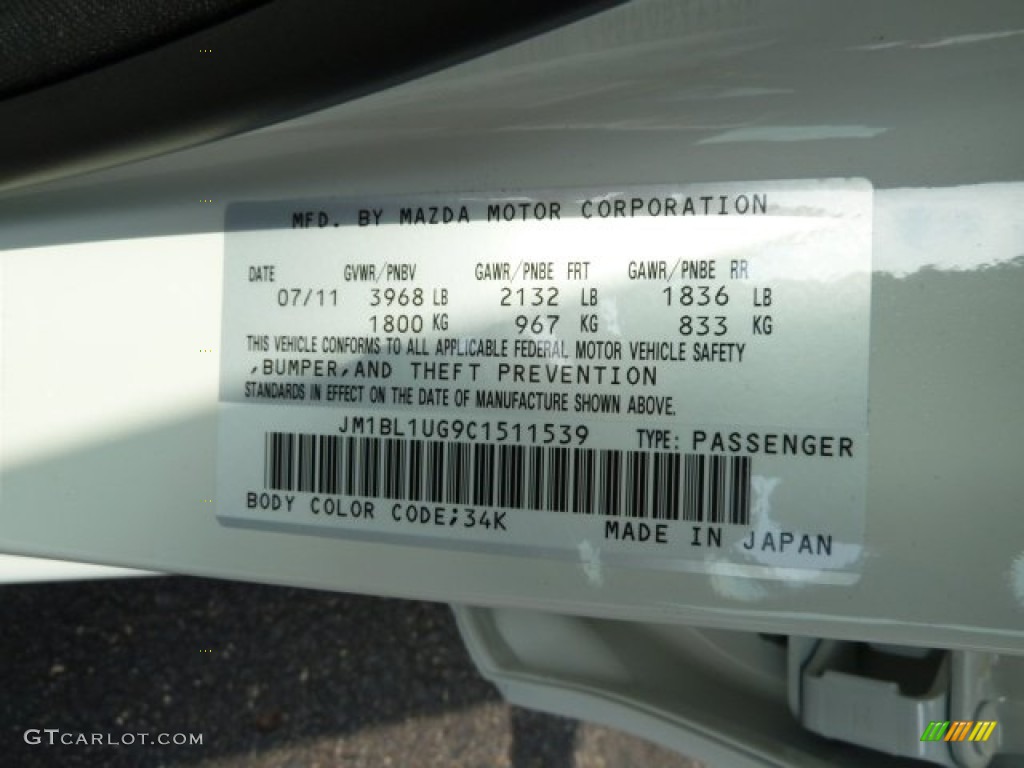 MFD. BY MAZDA MOTOR CORPORATION
DATE GVWR/PNBV GAWR/PNBE FRT GAWR/PNBE RR
07/11 3968 LB 2132 LB 1836 LB
1800 KG 967 KG 833 KG
THIS VEHICLE CONFORMS TO ALL APPLICABLE FEDERAL MOTOR VEHICLE SAFETY
,BUMPER,AND THEFT PREVENTION
STANDARDS IN EFFECT ON THE DATE OF MANUFACTURE SHOWN ABOVE.
JM1BL1UG9C1511539 TYPE: PASSENGER
BODY COLOR CODE;34K
MADE IN JAPAN
GTCARLOT.COM